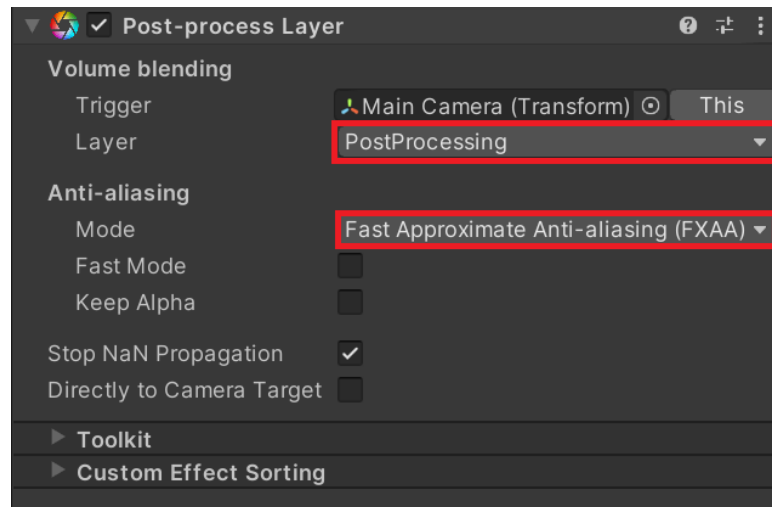 Post-process Layer
Volume blending
Trigger Main Camera (Transform) This
Layer PostProcessing
Anti-aliasing
Mode Fast Approximate Anti-aliasing (FXAA)
Fast Mode
Keep Alpha
Stop NaN Propagation
Directly to Camera Target
Toolkit
Custom Effect Sorting